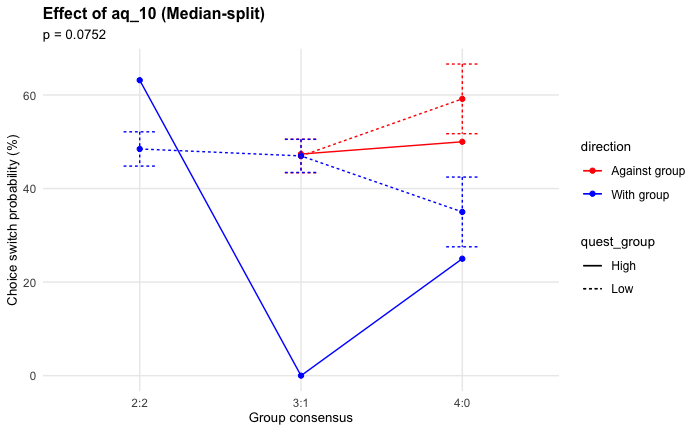 Effect of aq_10 (Median-split)
p = 0.0752
Choice switch probability (%)
60
40
20
0
2:2
3:1
4:0
Group consensus
direction
Against group
With group
quest_group
High
Low